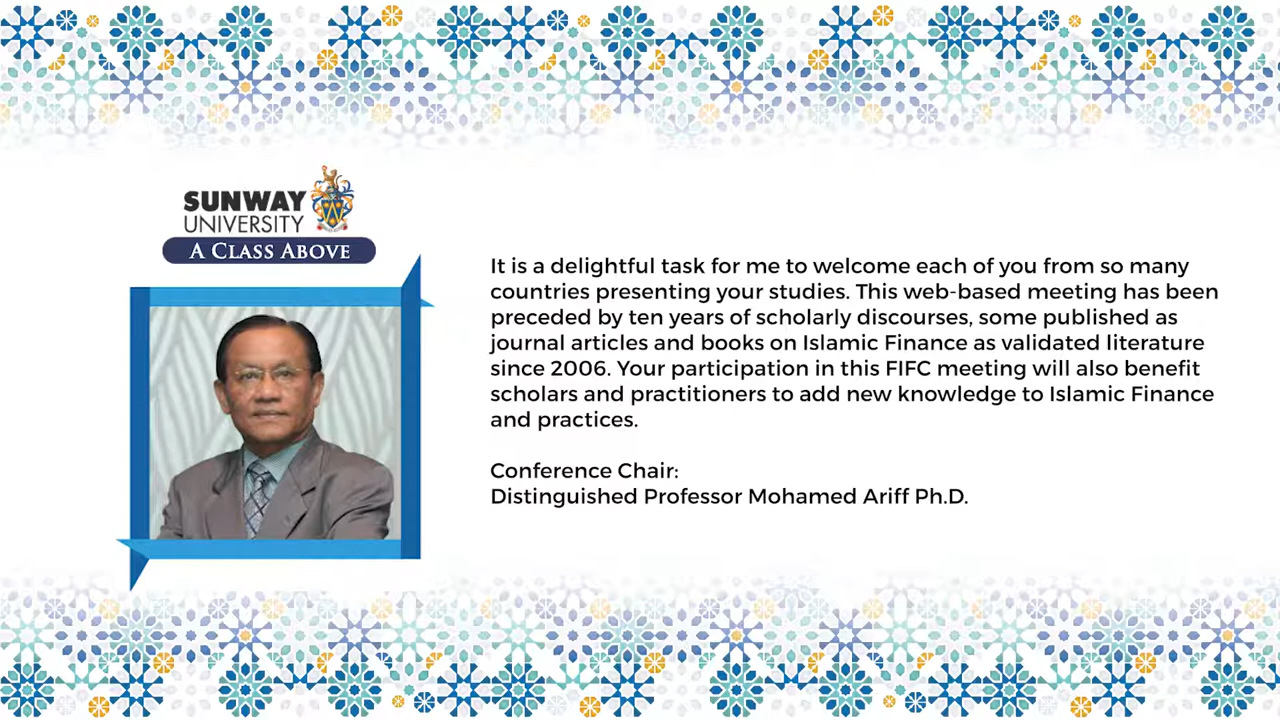 SUNWAY
UNIVERSITY
A CLASS ABOVE
It is a delightful task for me to welcome each of you from so many
countries presenting your studies. This web-based meeting has been
preceded by ten years of scholarly discourses, some published as
journal articles and books on Islamic Finance as validated literature
since 2006. Your participation in this FIFC meeting will also benefit
scholars and practitioners to add new knowledge to Islamic Finance
and practices.
Conference Chair:
Distinguished Professor Mohamed Ariff Ph.D.